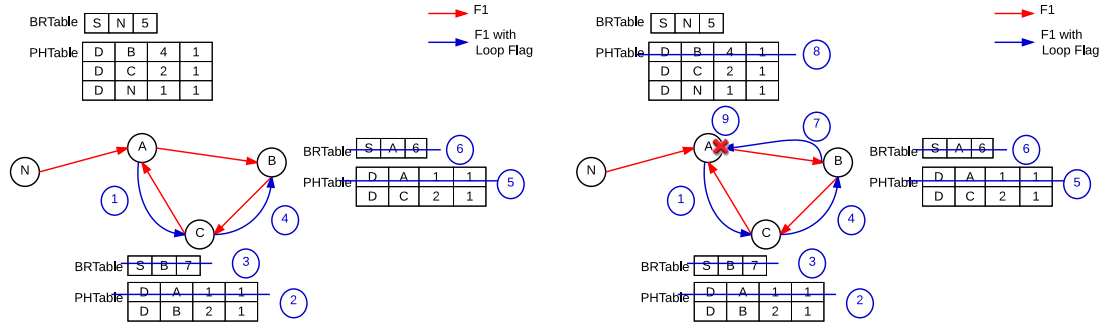 F1
F1 with
Loop Flag
BRTable S N 5
PHTable D B 4 1
D C 2 1
D N 1 1
N
A
B
C
1
4
BRTable S A 6
6
PHTable D A 1 1
D C 2 1
5
BRTable S B 7
3
PHTable D A 1 1
D B 2 1
2
F1
F1 with
Loop Flag
BRTable S N 5
PHTable D B 4 1
D C 2 1
D N 1 1
8
9
7
N
A
B
C
1
4
BRTable S A 6
6
PHTable D A 1 1
D C 2 1
5
BRTable S B 7
3
PHTable D A 1 1
D B 2 1
2